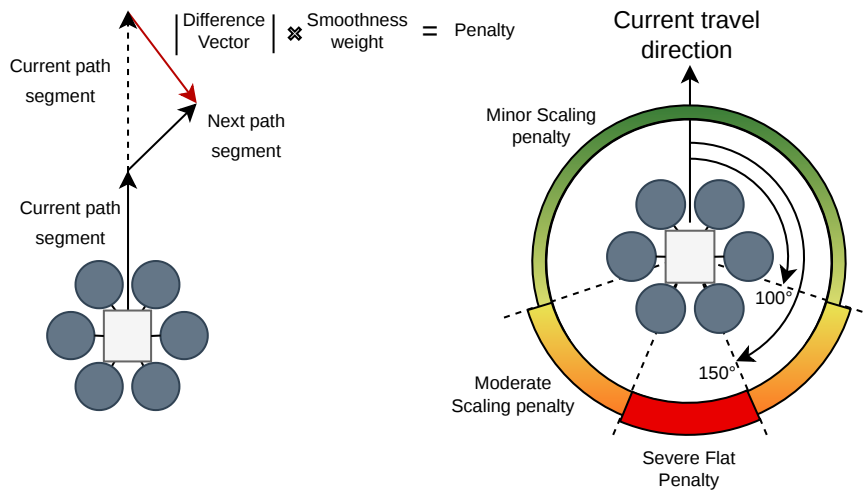 Difference
Vector
Smoothness
weight
=
Penalty
Current path
segment
Next path
segment
Current path
segment
Current travel
direction
Minor Scaling
penalty
100°
150°
Moderate
Scaling penalty
Severe Flat
Penalty